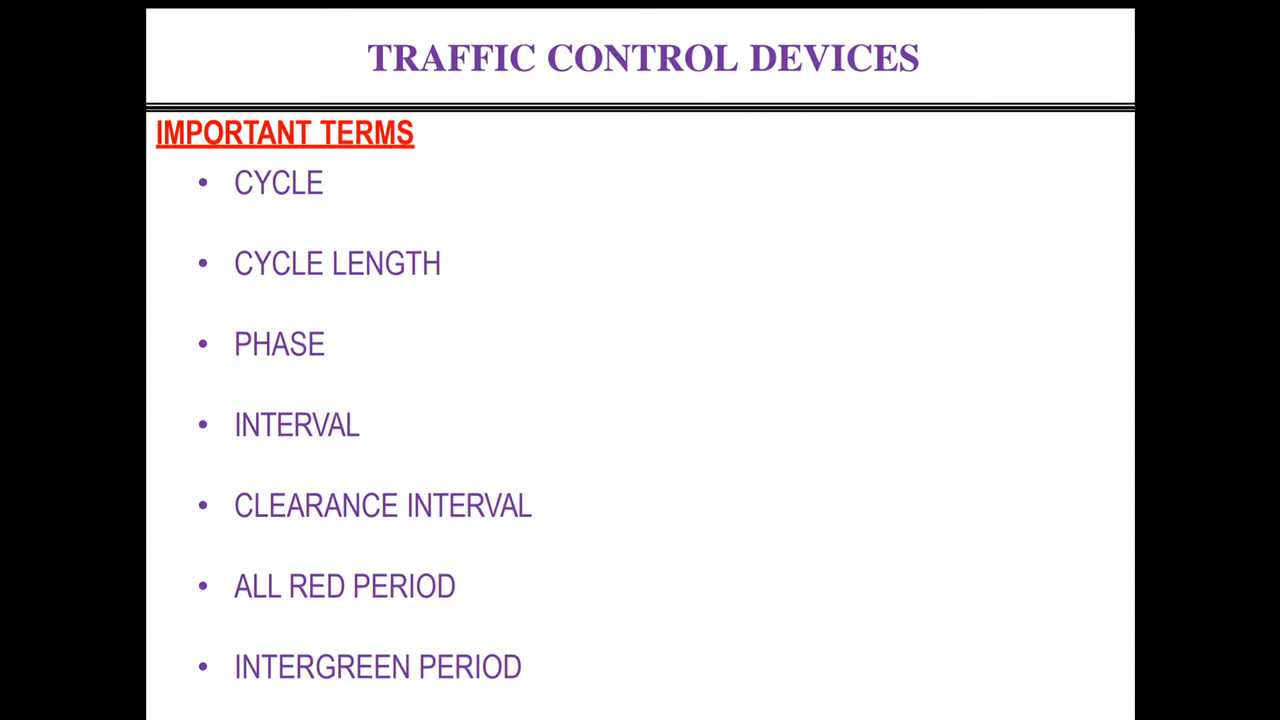 TRAFFIC CONTROL DEVICES
IMPORTANT TERMS
• CYCLE
• CYCLE LENGTH
• PHASE
• INTERVAL
• CLEARANCE INTERVAL
• ALL RED PERIOD
• INTERGREEN PERIOD